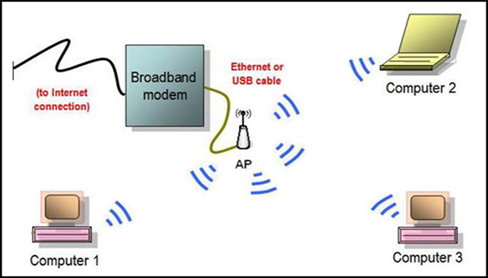 (to Internet
connection)
Broadband
modem
Ethernet or
USB cable
AP
Computer 2
Computer 1
Computer 3